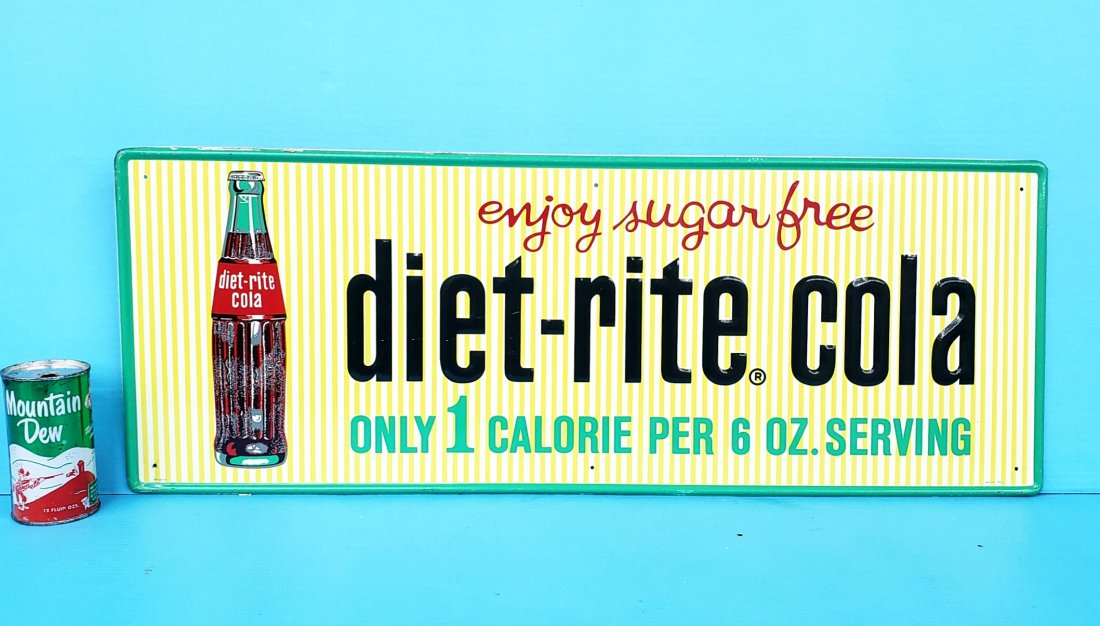 enjoy sugar free
diet-rite® cola
ONLY 1 CALORIE PER 6 OZ. SERVING
diet-rite
cola
Mountain
Dew
12 FLUID OZS.